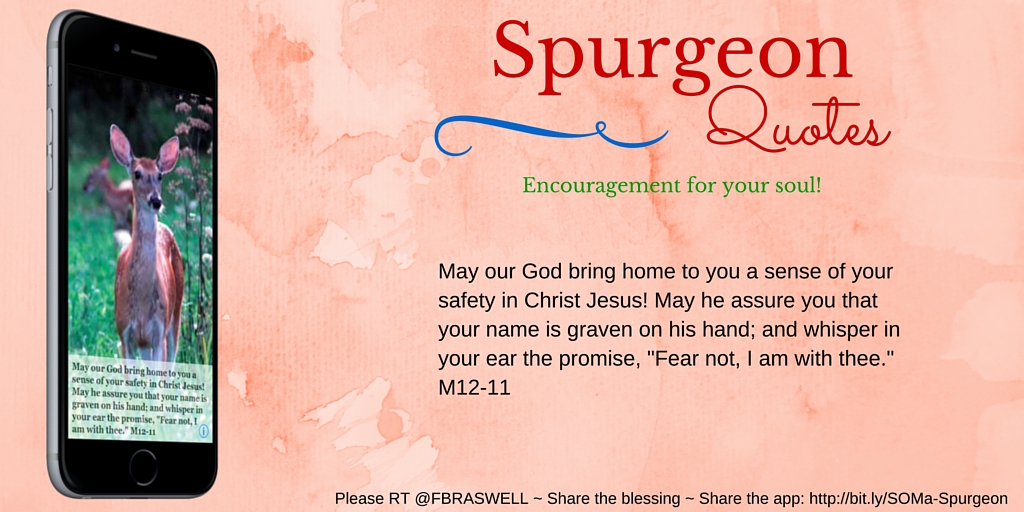 Spurgeon
Quotes
Encouragement for your soul!
May our God bring home to you a sense of your
safety in Christ Jesus! May he assure you that
your name is graven on his hand; and whisper in
your ear the promise, "Fear not, I am with thee."
M12-11
May our God bring home to you a
sense of your safety in Christ Jesus!
May he assure you that your name is
graven on his hand; and whisper in
your ear the promise, "Fear not, I
am with thee." M12-11
Please RT @FBRASWELL ~ Share the blessing ~ Share the app: http://bit.ly/SOMa-Spurgeon